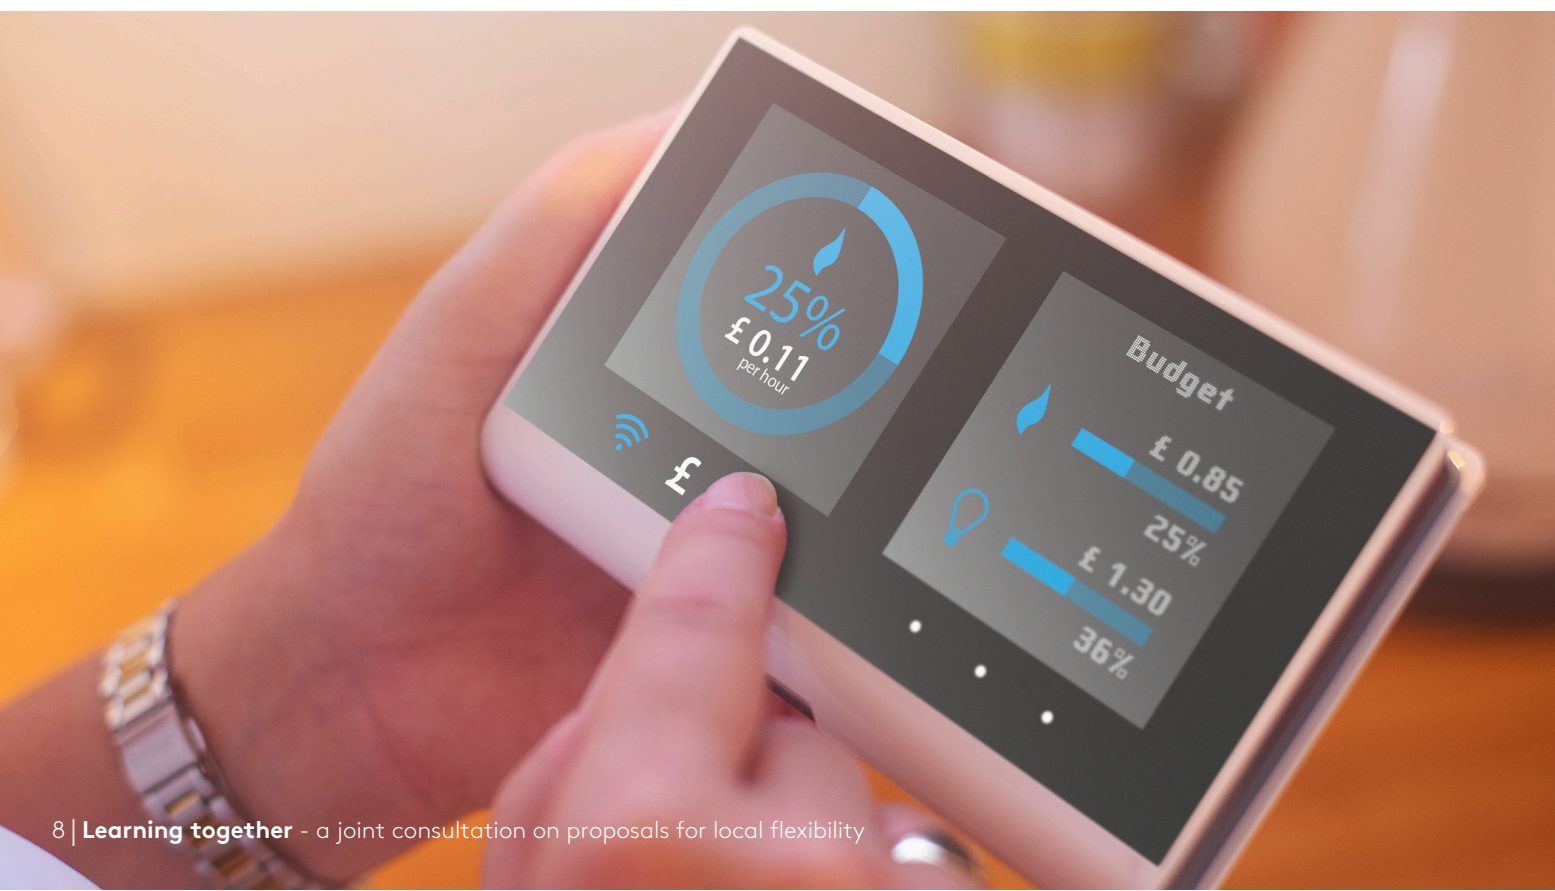 25%
£ 0.11
per hour
£
Budget
£ 0.85
25%
£ 1.30
36%
8 | Learning together - a joint consultation on proposals for local flexibility